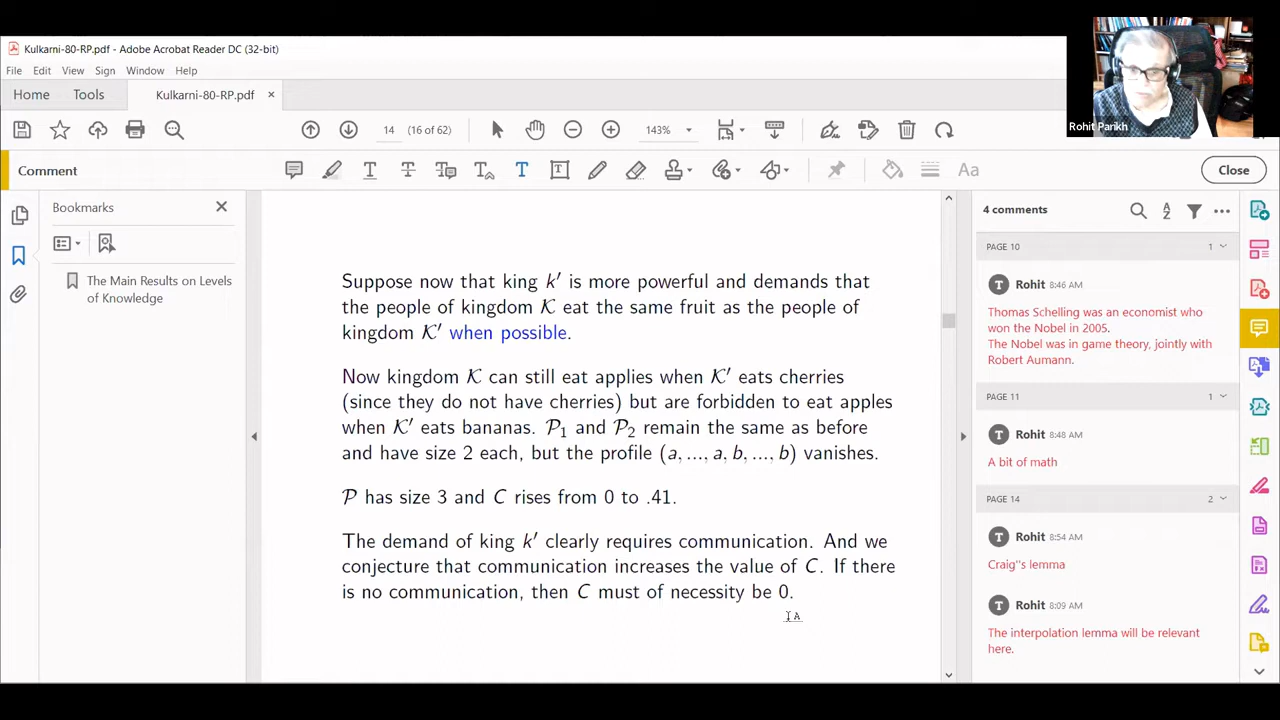 Kulkarni-80-RP.pdf - Adobe Acrobat Reader DC (32-bit)
File Edit View Sign Window Help
Home Tools Kulkarni-80-RP.pdf ×
14 (16 of 62) 143%
Comment
Close
Bookmarks
The Main Results on Levels
of Knowledge
Suppose now that king k′ is more powerful and demands that
the people of kingdom 𝒦 eat the same fruit as the people of
kingdom 𝒦′ when possible.
Now kingdom 𝒦 can still eat applies when 𝒦′ eats cherries
(since they do not have cherries) but are forbidden to eat apples
when 𝒦′ eats bananas. 𝒫₁ and 𝒫₂ remain the same as before
and have size 2 each, but the profile (a, ..., a, b, ..., b) vanishes.
𝒫 has size 3 and C rises from 0 to .41.
The demand of king k′ clearly requires communication. And we
conjecture that communication increases the value of C. If there
is no communication, then C must of necessity be 0.
4 comments
PAGE 10 1
Rohit 8:46 AM
Thomas Schelling was an economist who
won the Nobel in 2005.
The Nobel was in game theory, jointly with
Robert Aumann.
PAGE 11 1
Rohit 8:48 AM
A bit of math
PAGE 14 2
Rohit 8:54 AM
Craig''s lemma
Rohit 8:09 AM
The interpolation lemma will be relevant
here.
Rohit Parikh